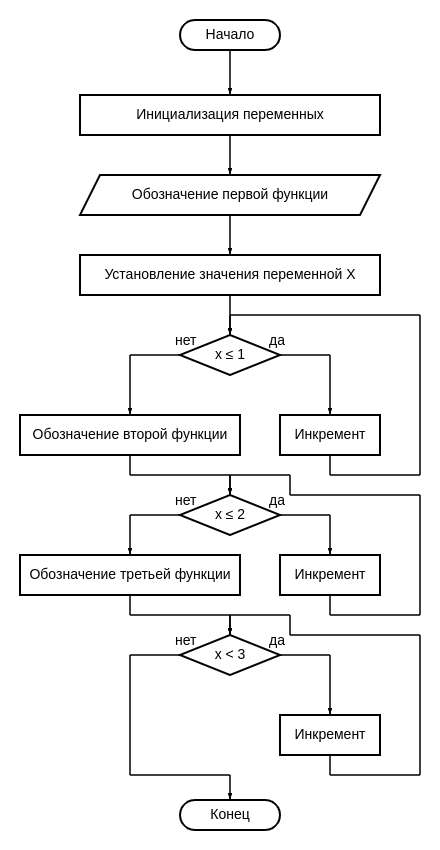 Начало
Инициализация переменных
Обозначение первой функции
Установление значения переменной X
нет
да
x ≤ 1
Обозначение второй функции
Инкремент
нет
да
x ≤ 2
Обозначение третьей функции
Инкремент
нет
да
x < 3
Инкремент
Конец